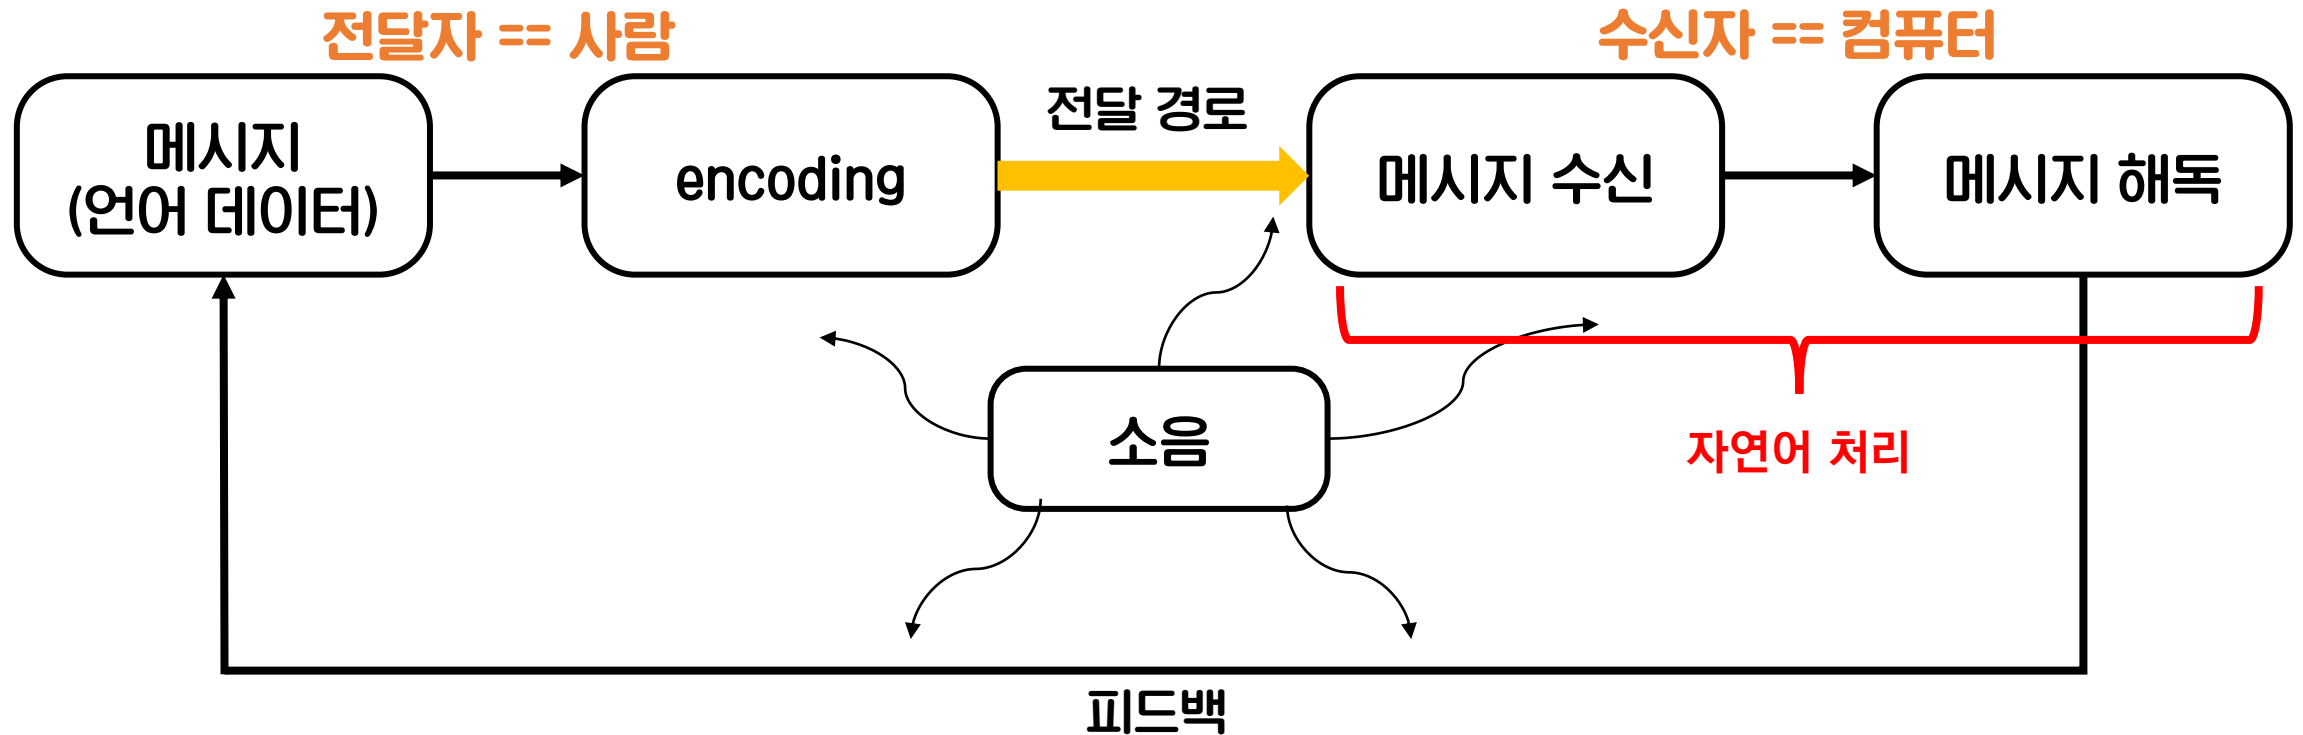 전달자 == 사람
수신자 == 컴퓨터
메시지
(언어 데이터)
encoding
전달 경로
메시지 수신
메시지 해독
소음
자연어 처리
피드백